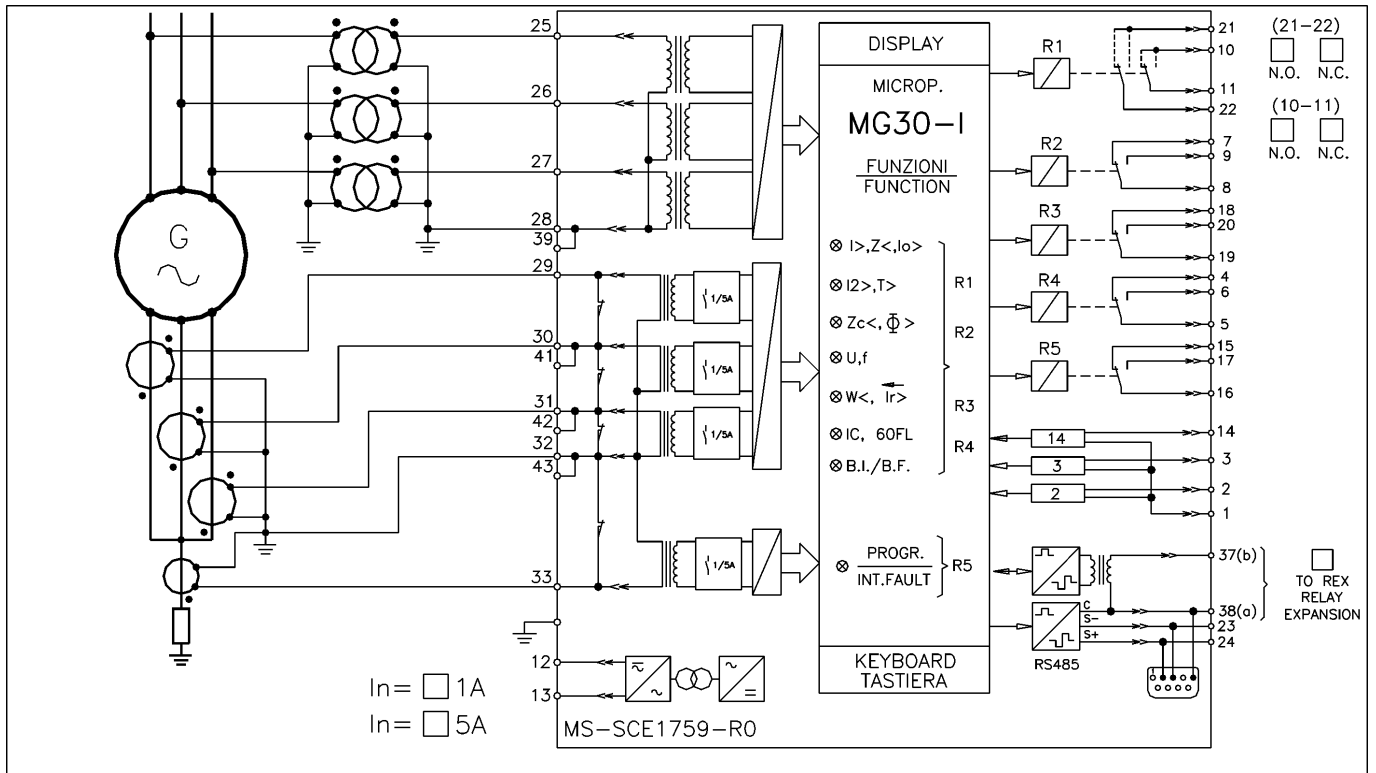 25
26
27
28
39
29
30
41
31
42
32
43
33
12
13
G
In= 1A
In= 5A
MS-SCE1759-R0
1/5A
1/5A
1/5A
1/5A
DISPLAY
MICROP.
MG30-I
FUNZIONI
FUNCTION
I>,Z<,Io>
I2>,T>
Zc<, Φ >
U,f
W<, Ir>
IC, 60FL
B.I./B.F.
R1
R2
R3
R4
PROGR.
INT.FAULT
R5
KEYBOARD
TASTIERA
R1
R2
R3
R4
R5
14
3
2
RS485
C
S-
S+
21
10
11
22
7
9
8
18
20
19
4
6
5
15
17
16
14
3
2
1
37(b)
38(a)
23
24
1
(21-22)
N.O. N.C.
(10-11)
N.O. N.C.
TO REX
RELAY
EXPANSION